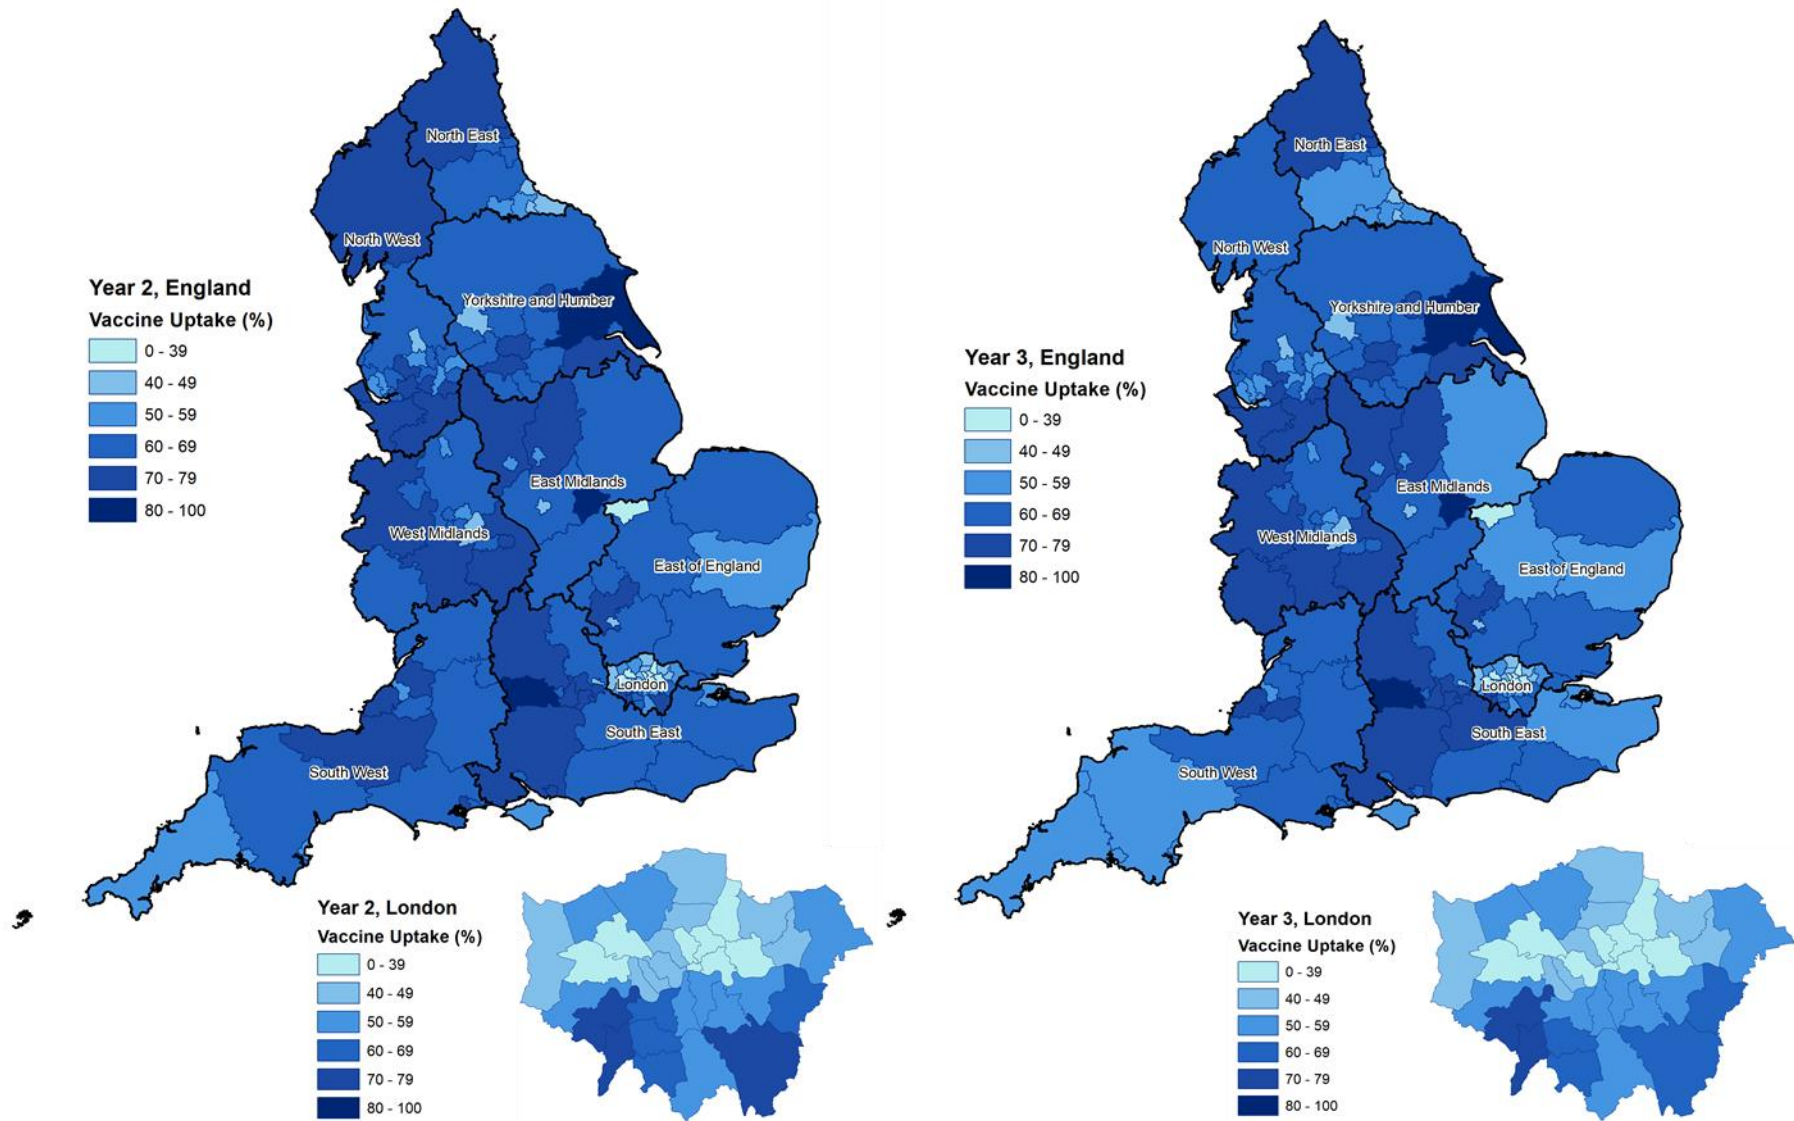 North East
North West
Yorkshire and Humber
East Midlands
West Midlands
East of England
London
South East
South West
Year 2, England
Vaccine Uptake (%)
0 - 39
40 - 49
50 - 59
60 - 69
70 - 79
80 - 100
Year 2, London
Vaccine Uptake (%)
0 - 39
40 - 49
50 - 59
60 - 69
70 - 79
80 - 100
North East
North West
Yorkshire and Humber
East Midlands
West Midlands
East of England
London
South East
South West
Year 3, England
Vaccine Uptake (%)
0 - 39
40 - 49
50 - 59
60 - 69
70 - 79
80 - 100
Year 3, London
Vaccine Uptake (%)
0 - 39
40 - 49
50 - 59
60 - 69
70 - 79
80 - 100